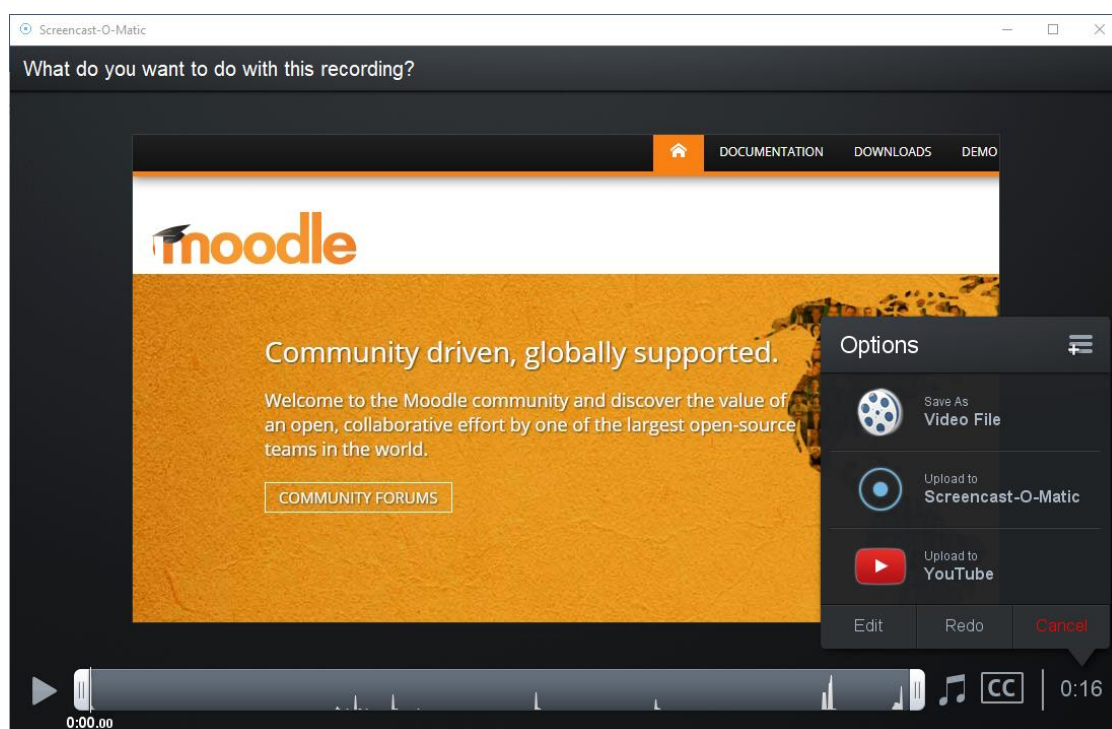 Screencast-O-Matic
What do you want to do with this recording?
DOCUMENTATION DOWNLOADS DEMO
moodle
Community driven, globally supported.
Welcome to the Moodle community and discover the value of
an open, collaborative effort by one of the largest open-source
teams in the world.
COMMUNITY FORUMS
Options
Save As
Video File
Upload to
Screencast-O-Matic
Upload to
YouTube
Edit Redo Cancel
CC 0:16
0:00.00